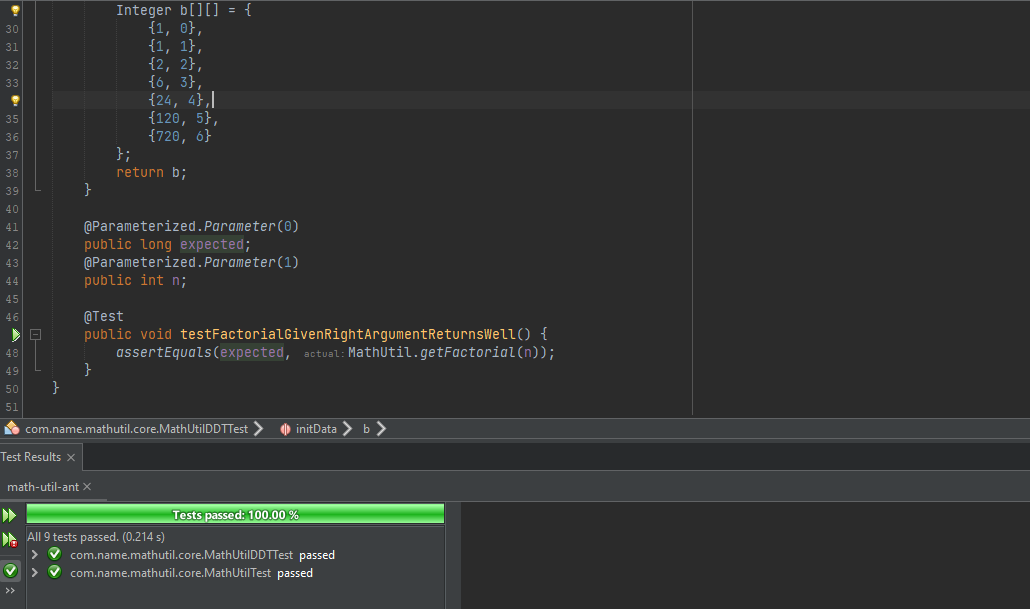 Integer b[][] = {
30 {1, 0},
31 {1, 1},
32 {2, 2},
33 {6, 3},
{24, 4},
35 {120, 5},
36 {720, 6}
37 };
38 return b;
39 }
40
41 @Parameterized.Parameter(0)
42 public long expected;
43 @Parameterized.Parameter(1)
44 public int n;
45
46 @Test
public void testFactorialGivenRightArgumentReturnsWell() {
48 assertEquals(expected, actual: MathUtil.getFactorial(n));
49 }
50 }
51
com.name.mathutil.core.MathUtilDDTTest initData b
Test Results
math-util-ant
Tests passed: 100.00 %
All 9 tests passed. (0.214 s)
com.name.mathutil.core.MathUtilDDTTest passed
com.name.mathutil.core.MathUtilTest passed